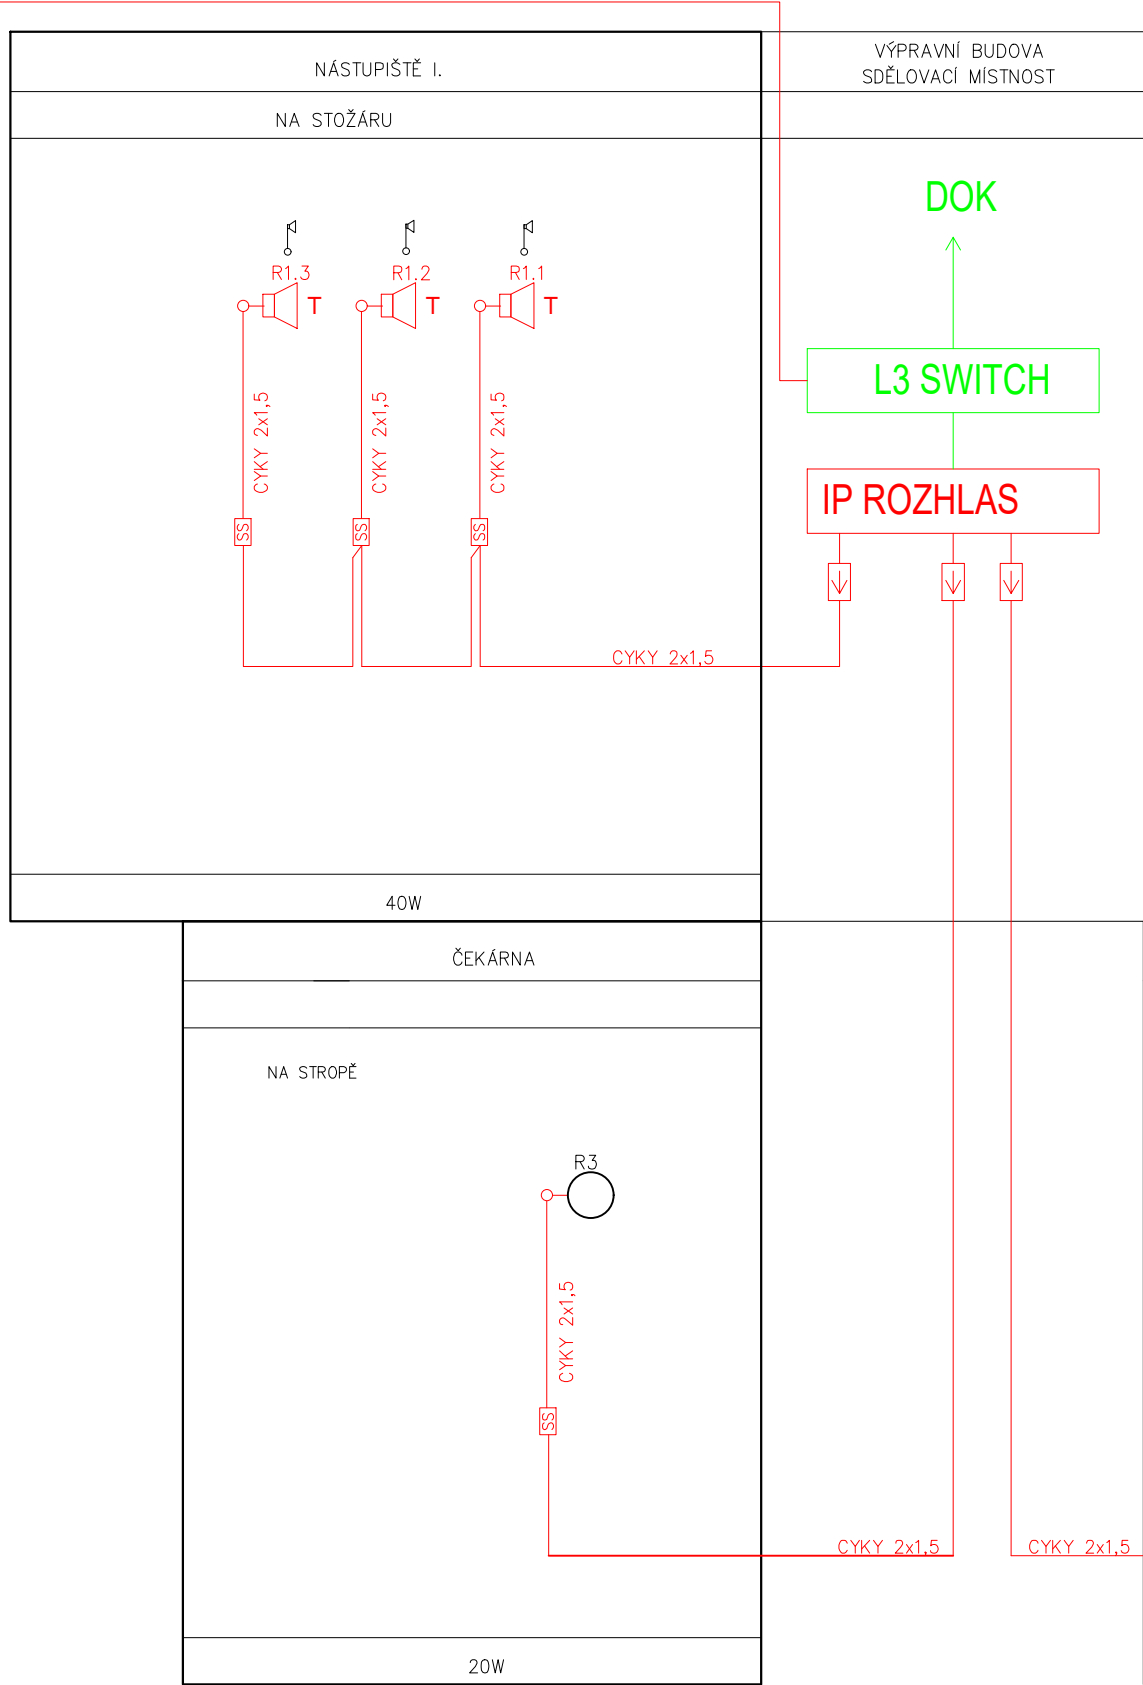 NÁSTUPIŠTĚ I.
VÝPRAVNÍ BUDOVA
SDĚLOVACÍ MÍSTNOST
NA STOŽÁRU
DOK
R1.3
R1.2
R1.1
T
T
T
L3 SWITCH
CYKY 2x1,5
CYKY 2x1,5
CYKY 2x1,5
IP ROZHLAS
SS
SS
SS
CYKY 2x1,5
40W
ČEKÁRNA
NA STROPĚ
R3
CYKY 2x1,5
SS
CYKY 2x1,5
CYKY 2x1,5
20W